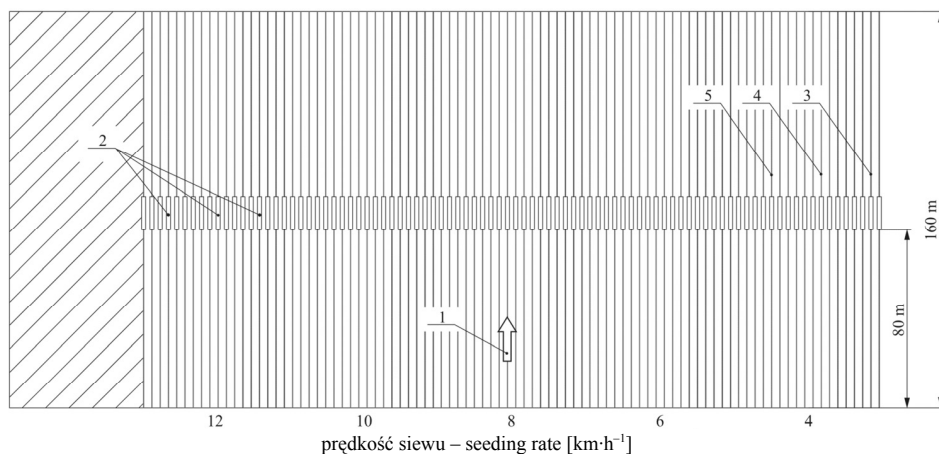 5 4 3
2
160 m
80 m
1
12 10 8 6 4
prędkość siewu – seeding rate [km·h⁻¹]